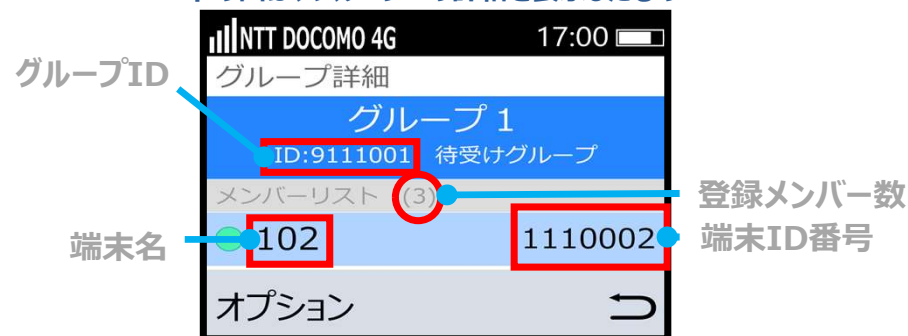 NTT DOCOMO 4G 17:00
グループID
グループ詳細
グループ 1
ID:9111001 待受けグループ
メンバーリスト (3)
登録メンバー数
102 1110002
端末名
端末ID番号
オプション